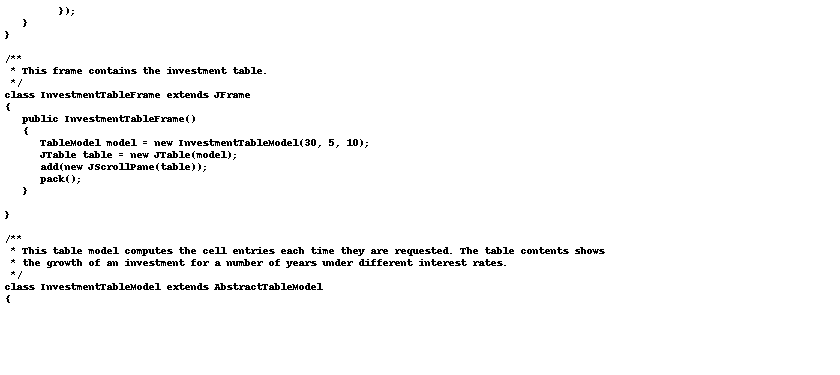 });
   }
}

/**
 * This frame contains the investment table.
 */
class InvestmentTableFrame extends JFrame
{
   public InvestmentTableFrame()
   {
      TableModel model = new InvestmentTableModel(30, 5, 10);
      JTable table = new JTable(model);
      add(new JScrollPane(table));
      pack();
   }

}

/**
 * This table model computes the cell entries each time they are requested. The table contents shows
 * the growth of an investment for a number of years under different interest rates.
 */
class InvestmentTableModel extends AbstractTableModel
{